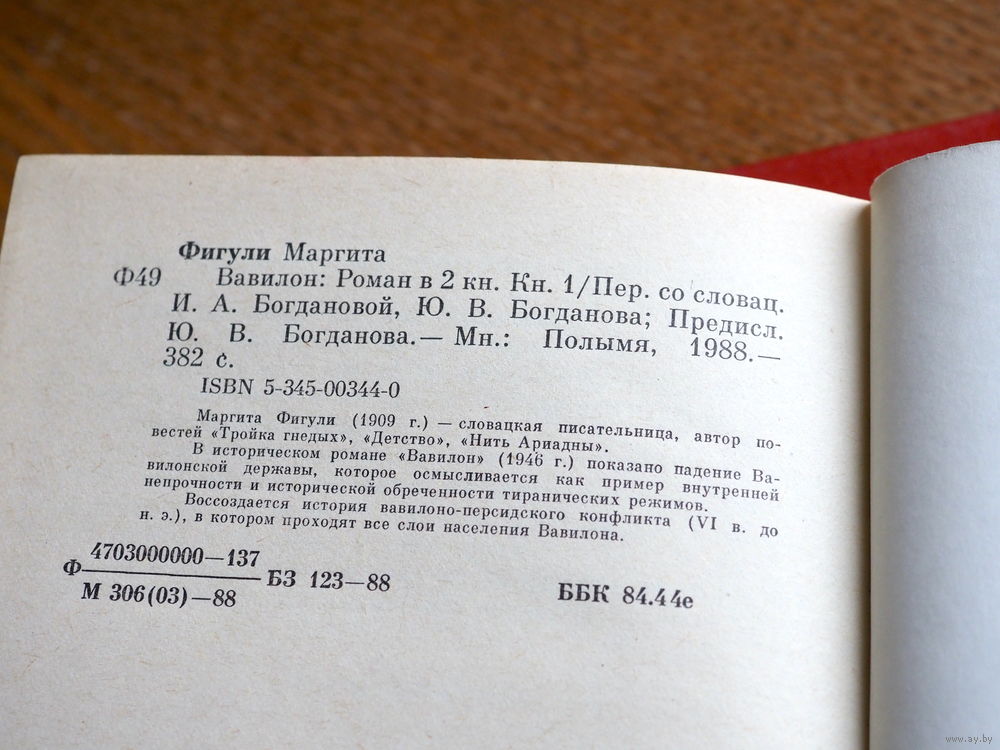 Фигули Маргита
Ф49 Вавилон: Роман в 2 кн. Кн. 1/Пер. со словац.
И. А. Богдановой, Ю. В. Богданова; Предисл.
Ю. В. Богданова.— Мн.: Полымя, 1988.—
382 с.
ISBN 5-345-00344-0
Маргита Фигули (1909 г.) — словацкая писательница, автор по-
вестей «Тройка гнедых», «Детство», «Нить Ариадны».
В историческом романе «Вавилон» (1946 г.) показано падение Ва-
вилонской державы, которое осмысливается как пример внутренней
непрочности и исторической обреченности тиранических режимов.
Воссоздается история вавилоно-персидского конфликта (VI в. до
н. э.), в котором проходят все слои населения Вавилона.
4703000000—137
Ф БЗ 123—88
М 306(03)—88
ББК 84.44е
www.ay.by